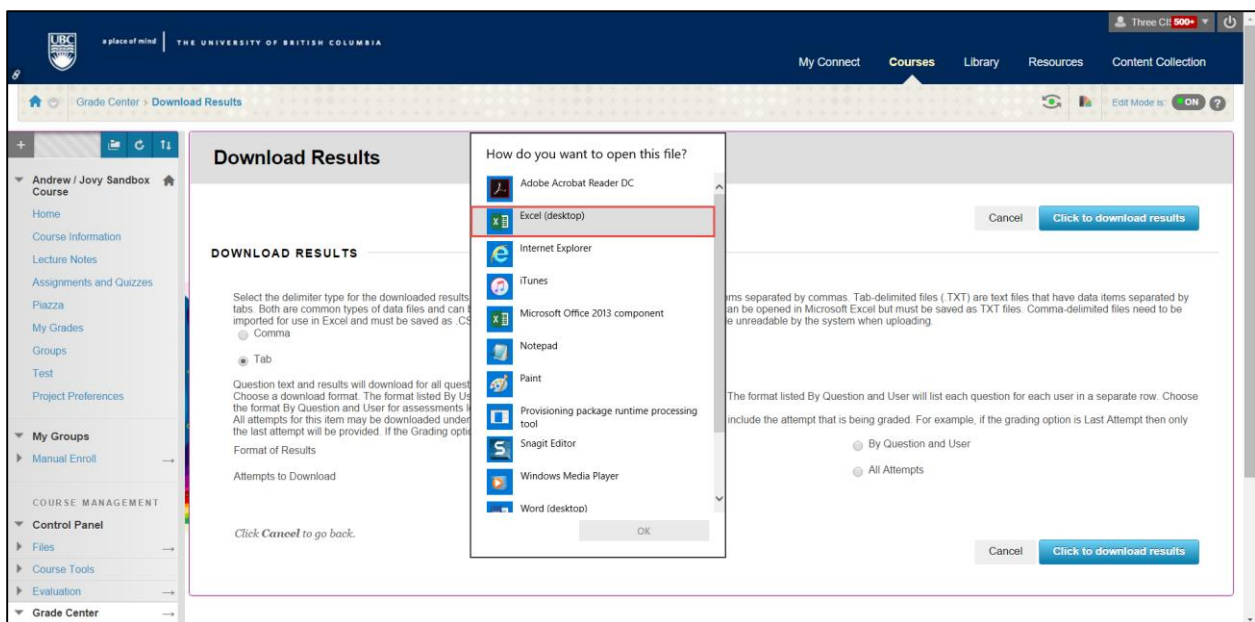 UBC
a place of mind
THE UNIVERSITY OF BRITISH COLUMBIA
Three CI: 500+
My Connect
Courses
Library
Resources
Content Collection
Grade Center > Download Results
Edit Mode is: ON ?
Andrew / Jovy Sandbox Course
Home
Course Information
Lecture Notes
Assignments and Quizzes
Piazza
My Grades
Groups
Test
Project Preferences
My Groups
Manual Enroll
COURSE MANAGEMENT
Control Panel
Files
Course Tools
Evaluation
Grade Center
Download Results
Cancel
Click to download results
DOWNLOAD RESULTS
Select the delimiter type for the downloaded results
ms separated by commas. Tab-delimited files (.TXT) are text files that have data items separated by
tabs. Both are common types of data files and can
an be opened in Microsoft Excel but must be saved as TXT files. Comma-delimited files need to be
imported for use in Excel and must be saved as .CS
e unreadable by the system when uploading.
Comma
Tab
Question text and results will download for all quest
Choose a download format. The format listed By Us
The format listed By Question and User will list each question for each user in a separate row. Choose
the format By Question and User for assessments l
All attempts for this item may be downloaded under
include the attempt that is being graded. For example, if the grading option is Last Attempt then only
the last attempt will be provided. If the Grading optic
Format of Results
By Question and User
Attempts to Download
All Attempts
Click Cancel to go back.
Cancel
Click to download results
How do you want to open this file?
Adobe Acrobat Reader DC
Excel (desktop)
Internet Explorer
iTunes
Microsoft Office 2013 component
Notepad
Paint
Provisioning package runtime processing
tool
Snagit Editor
Windows Media Player
Word (desktop)
OK